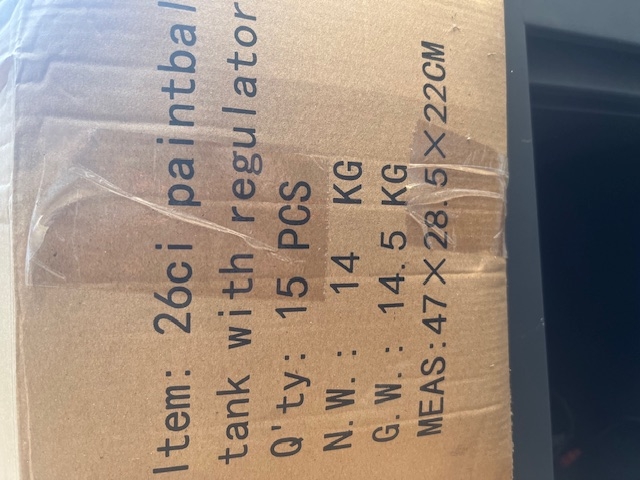 Item: 26ci paintbal
tank with regulator
Q'ty: 15 PCS
N.W.: 14 KG
G.W.: 14.5 KG
MEAS:47×28.5×22CM